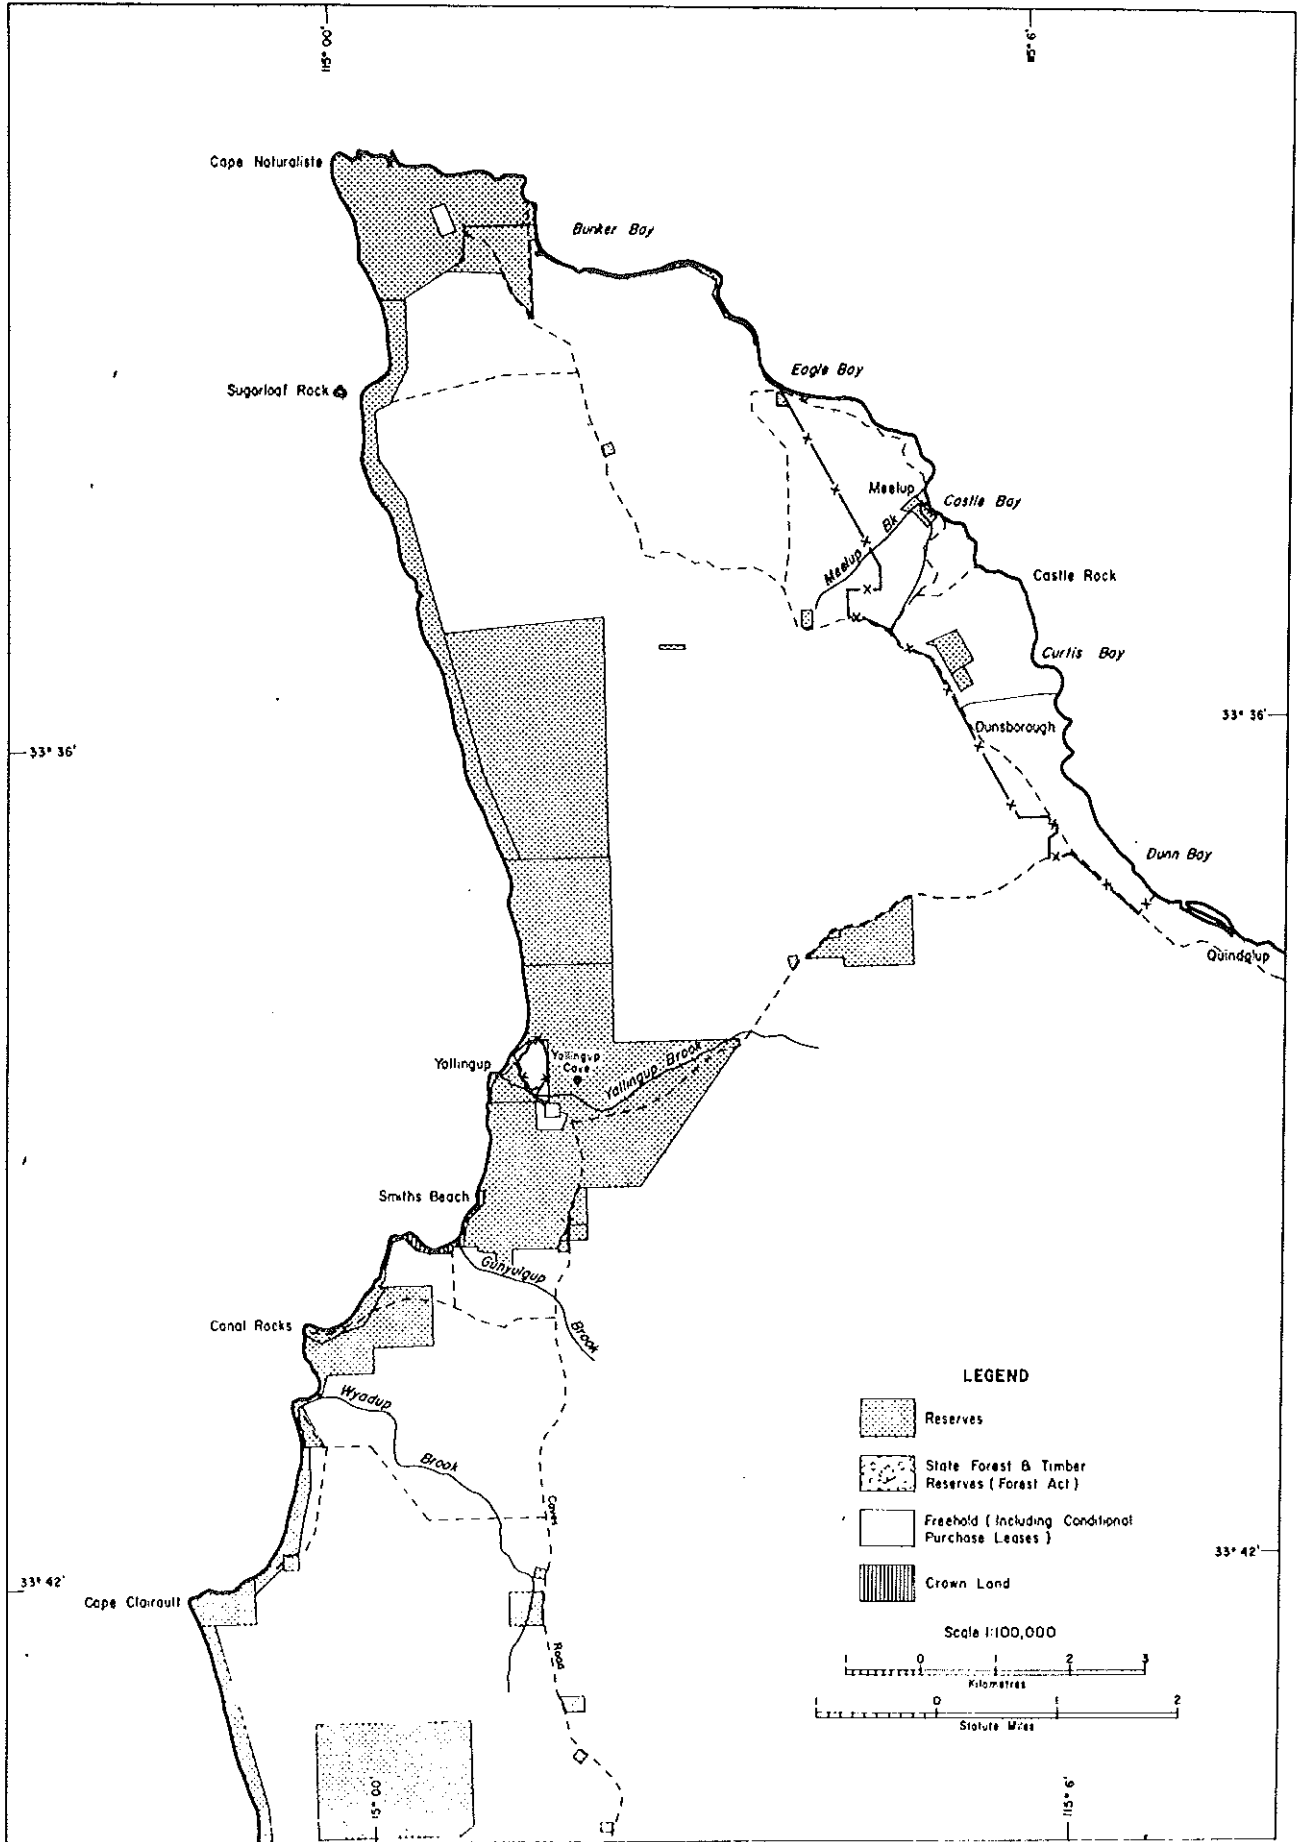 115° 00'
115° 6'
Cape Naturaliste
Bunker Bay
Eagle Bay
Sugarloaf Rock
Meelup
Castle Bay
Meelup Bk
Castle Rock
Curtis Bay
33° 36'
Dunsborough
33° 36'
Dunn Bay
Quindalup
Yallingup
Yallingup
Cave
Yallingup Brook
Smiths Beach
Gunyulgup
Brook
Canal Rocks
Wyadup
Brook
Caves
Road
LEGEND
Reserves
State Forest & Timber
Reserves (Forest Act)
Freehold (Including Conditional
Purchase Leases)
Crown Land
33° 42'
33° 42'
Cape Clairault
Scale 1:100,000
0 1 2 3
Kilometres
0 1 2
Statute Miles
15° 00'
115° 6'